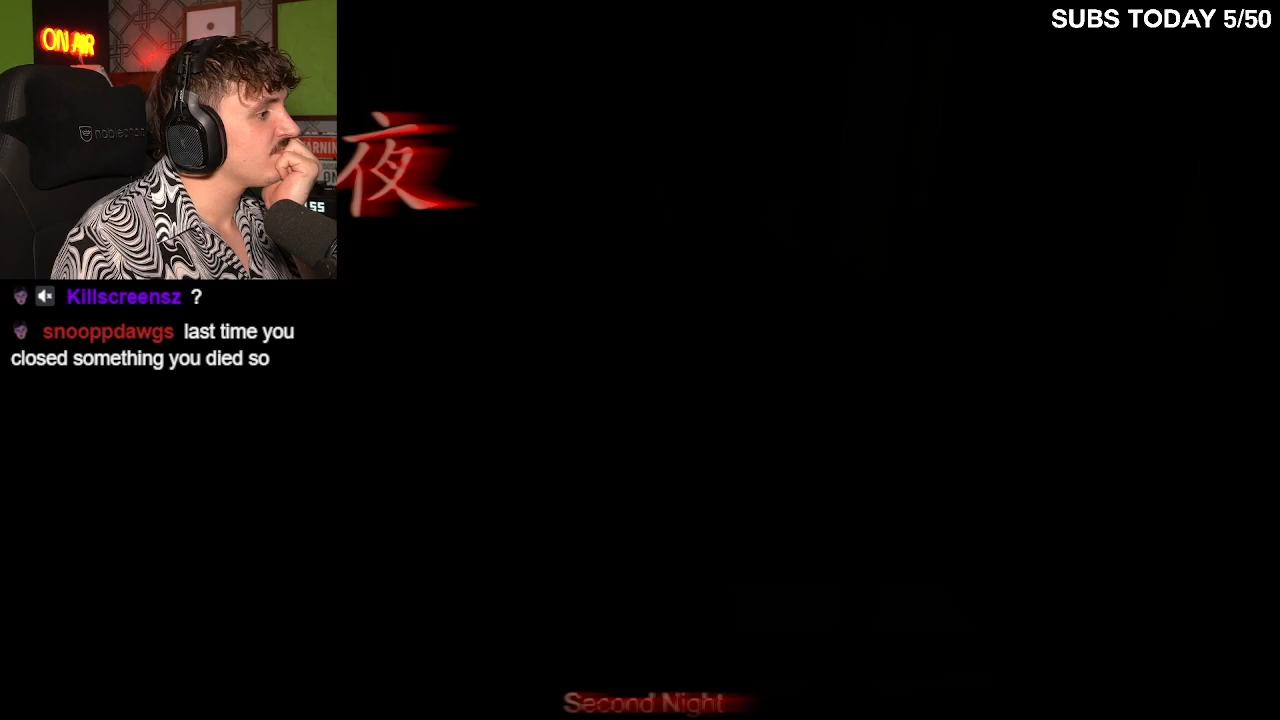 SUBS TODAY 5/50
ON AIR
夜
Killscreensz ?
snooppdawgs last time you
closed something you died so
Second Night